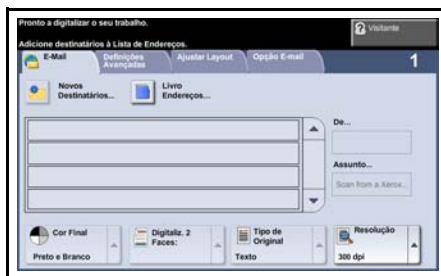 Pronto a digitalizar o seu trabalho.
Visitante
Adicione destinatários à Lista de Endereços.
E-Mail
Definições
Avançadas
Ajustar Layout
Opção E-mail
1
Novos
Destinatários...
Livro
Endereços...
De...
Assunto...
Scan from a Xerox...
Cor Final
Preto e Branco
Digitaliz. 2
Faces:
Tipo de
Original
Texto
Resolução
300 dpi